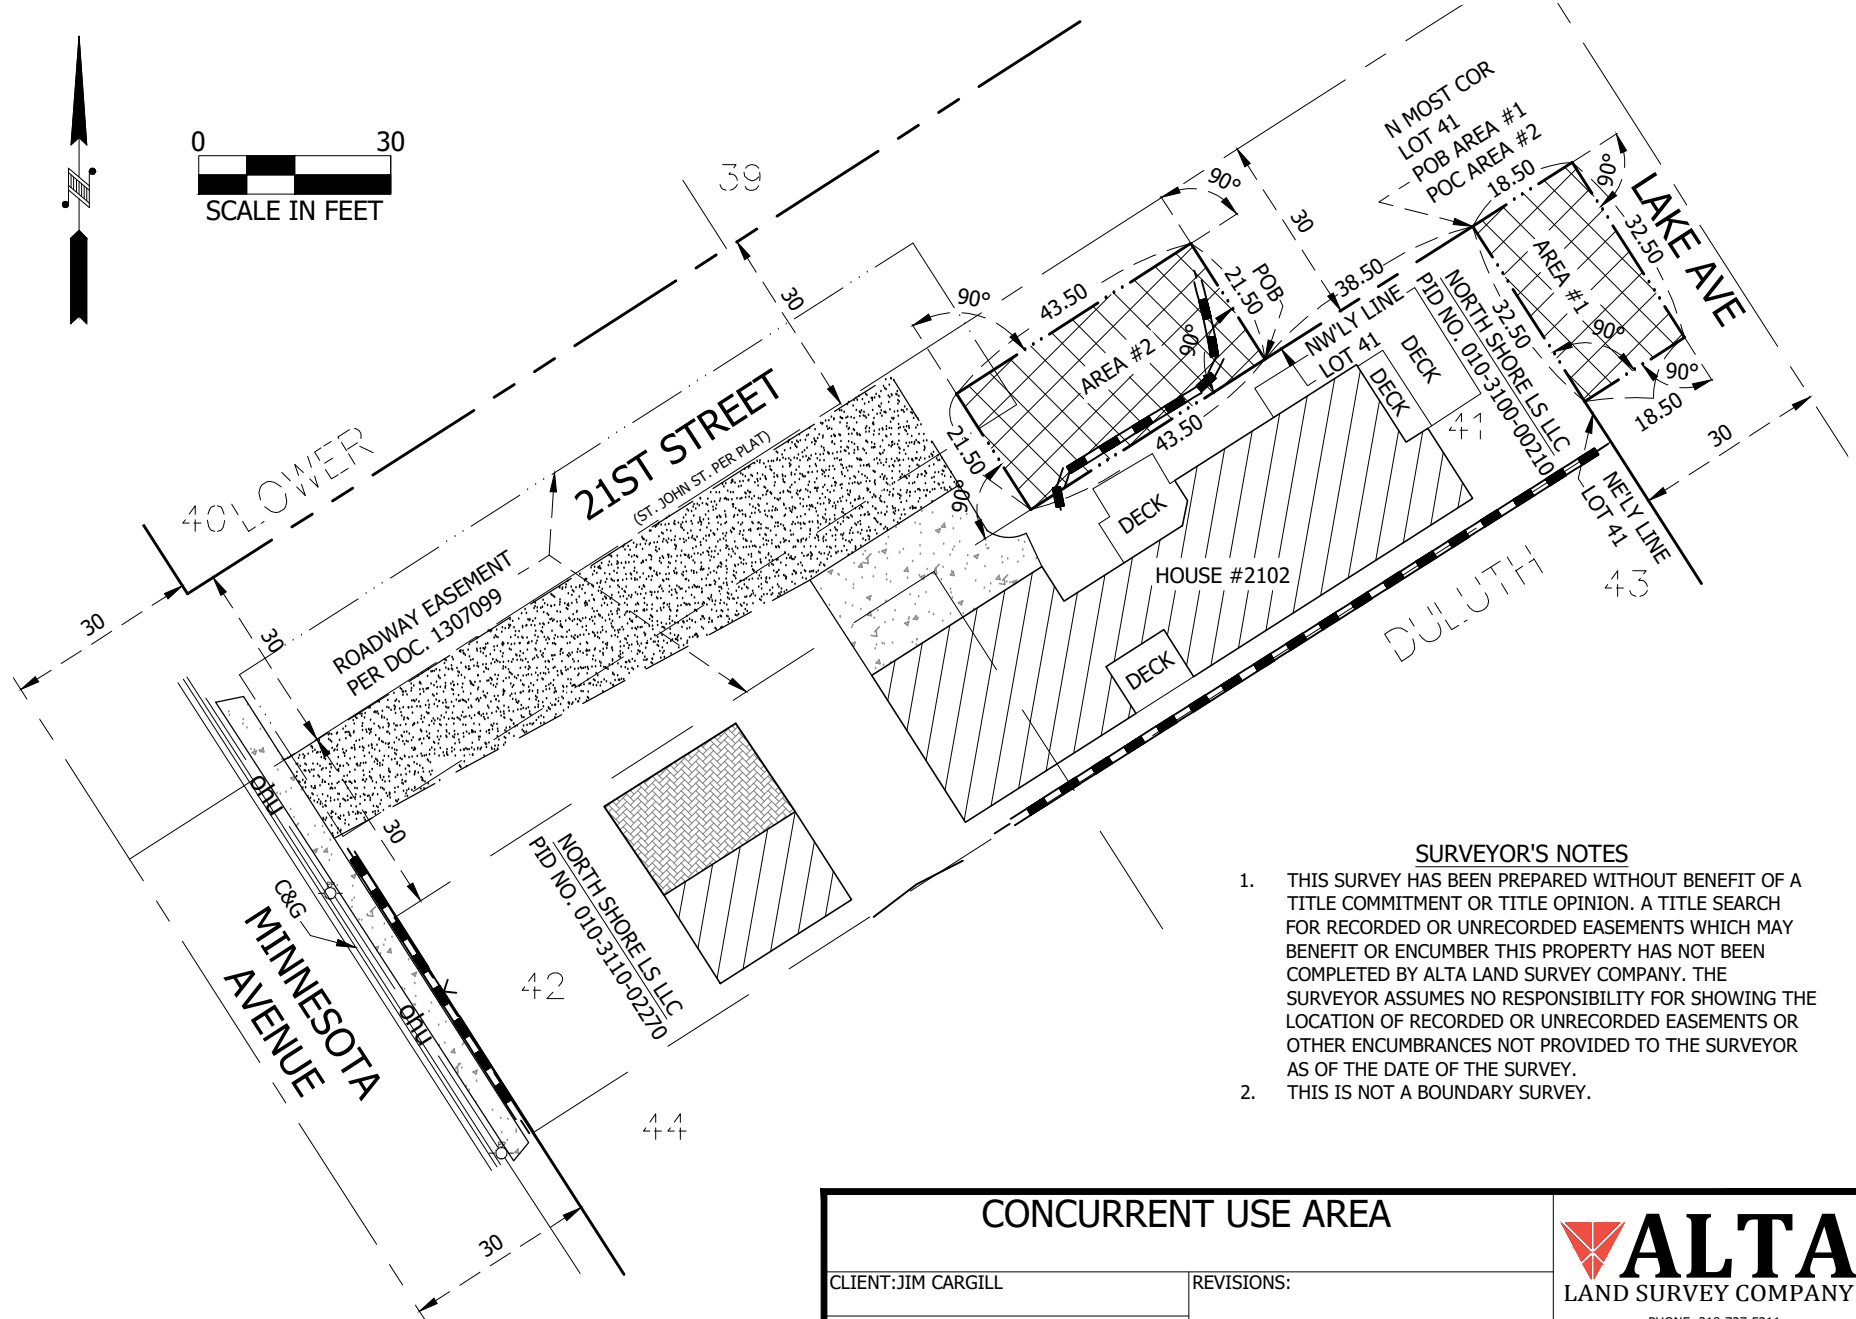 0 30
SCALE IN FEET
39
30
90°
43.50
90°
21.50
POB
30
38.50
N MOST COR
LOT 41
POB AREA #1
POC AREA #2
18.50
90°
32.50
LAKE AVE
AREA #1
32.50
90°
90°
18.50
30
NORTH SHORE LS LLC
PID NO. 010-3100-00210
NW'LY LINE
LOT 41
DECK
DECK
41
AREA #2
90°
43.50
21.50
90°
DECK
HOUSE #2102
DECK
NE'LY LINE
LOT 41
43
DULUTH
40 LOWER
21ST STREET
(ST. JOHN ST. PER PLAT)
ROADWAY EASEMENT
PER DOC. 1307099
30
30
30
ohu
C&G
MINNESOTA
AVENUE
ohu
NORTH SHORE LS LLC
PID NO. 010-3110-02270
42
44
30
SURVEYOR'S NOTES
1. THIS SURVEY HAS BEEN PREPARED WITHOUT BENEFIT OF A
TITLE COMMITMENT OR TITLE OPINION. A TITLE SEARCH
FOR RECORDED OR UNRECORDED EASEMENTS WHICH MAY
BENEFIT OR ENCUMBER THIS PROPERTY HAS NOT BEEN
COMPLETED BY ALTA LAND SURVEY COMPANY. THE
SURVEYOR ASSUMES NO RESPONSIBILITY FOR SHOWING THE
LOCATION OF RECORDED OR UNRECORDED EASEMENTS OR
OTHER ENCUMBRANCES NOT PROVIDED TO THE SURVEYOR
AS OF THE DATE OF THE SURVEY.
2. THIS IS NOT A BOUNDARY SURVEY.
CONCURRENT USE AREA
CLIENT:JIM CARGILL
REVISIONS:
ALTA
LAND SURVEY COMPANY